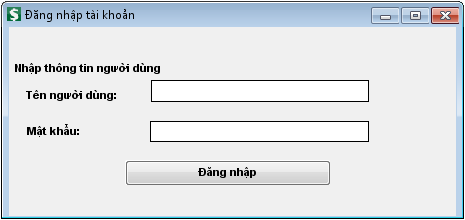 Đăng nhập tài khoản
Nhập thông tin người dùng
Tên người dùng:
Mật khẩu:
Đăng nhập